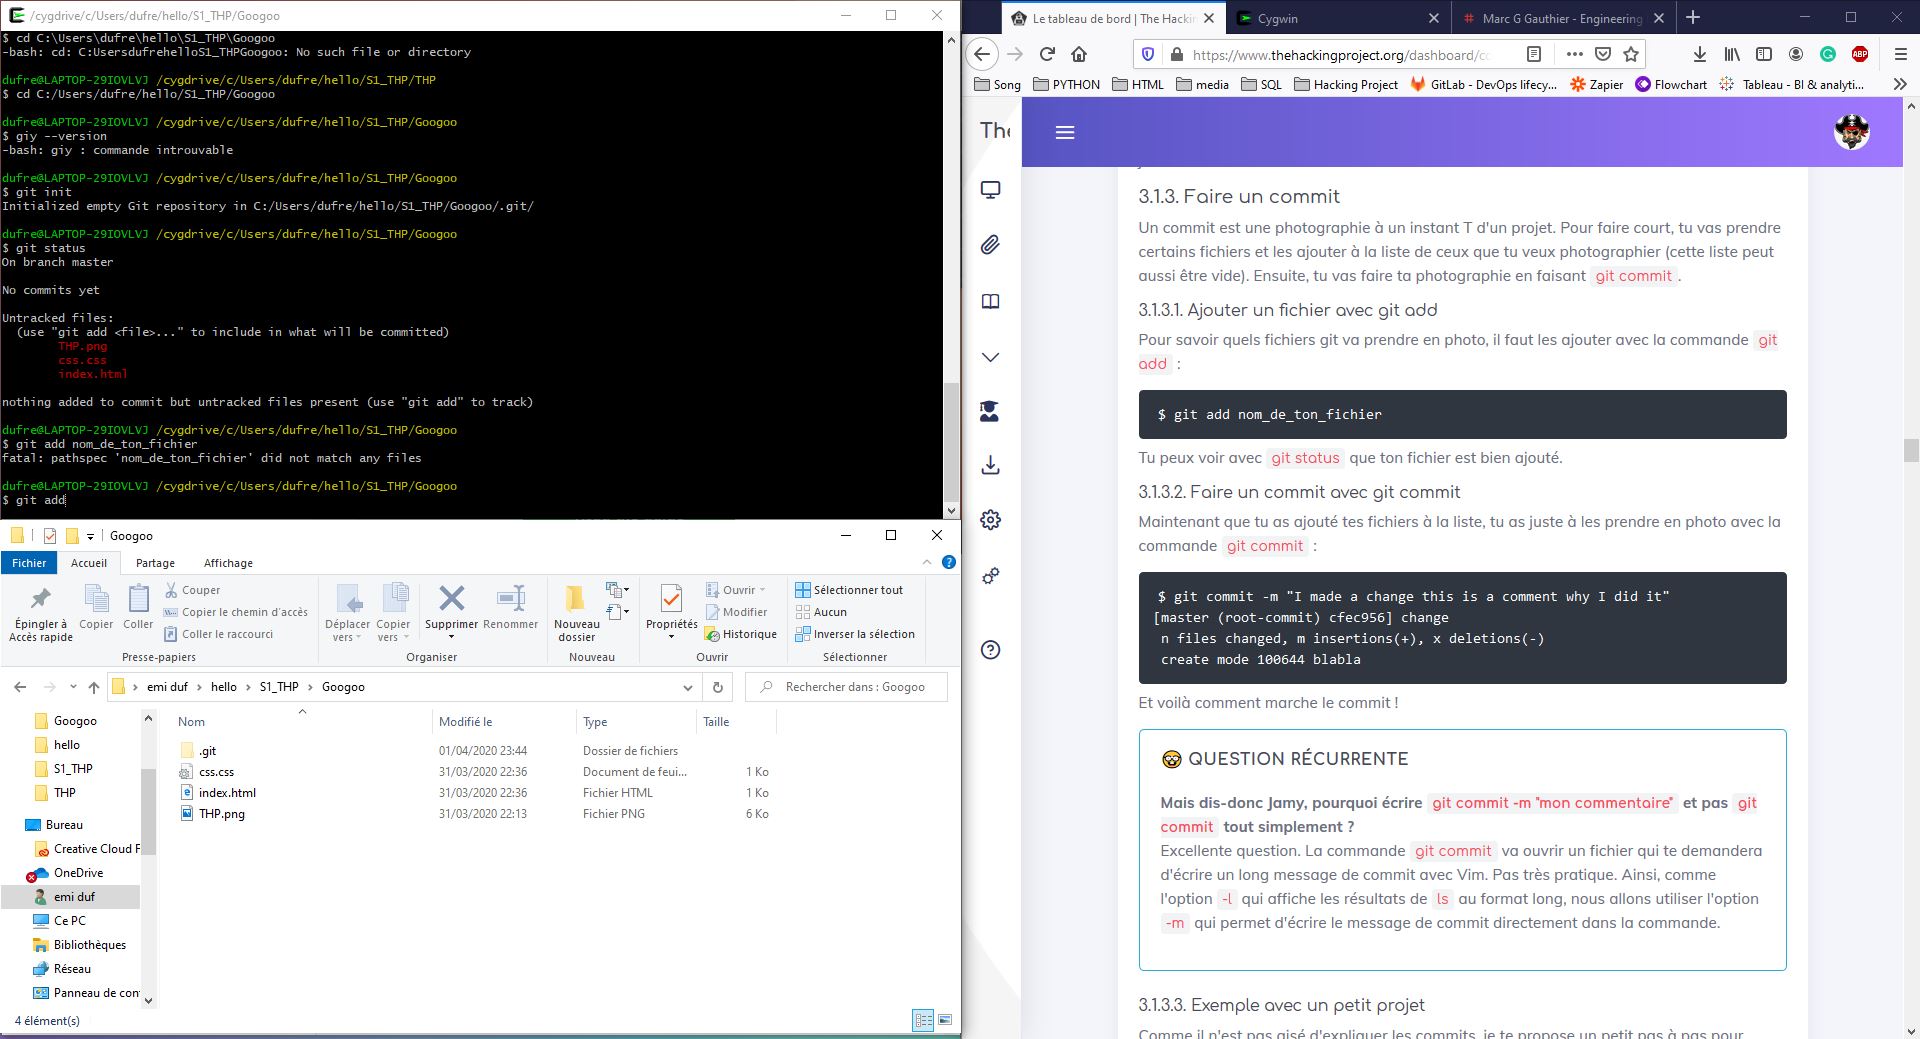 /cygdrive/c/Users/dufre/hello/S1_THP/Googoo
$ cd C:\Users\dufre\hello\S1_THP\Googoo
-bash: cd: C:UsersdufrehelloS1_THPGoogoo: No such file or directory
dufre@LAPTOP-29IOVLVJ /cygdrive/c/Users/dufre/hello/S1_THP/THP
$ cd C:/Users/dufre/hello/S1_THP/Googoo
dufre@LAPTOP-29IOVLVJ /cygdrive/c/Users/dufre/hello/S1_THP/Googoo
$ giy --version
-bash: giy : commande introuvable
dufre@LAPTOP-29IOVLVJ /cygdrive/c/Users/dufre/hello/S1_THP/Googoo
$ git init
Initialized empty Git repository in C:/Users/dufre/hello/S1_THP/Googoo/.git/
dufre@LAPTOP-29IOVLVJ /cygdrive/c/Users/dufre/hello/S1_THP/Googoo
$ git status
On branch master
No commits yet
Untracked files:
(use "git add <file>..." to include in what will be committed)
THP.png
css.css
index.html
nothing added to commit but untracked files present (use "git add" to track)
dufre@LAPTOP-29IOVLVJ /cygdrive/c/Users/dufre/hello/S1_THP/Googoo
$ git add nom_de_ton_fichier
fatal: pathspec 'nom_de_ton_fichier' did not match any files
dufre@LAPTOP-29IOVLVJ /cygdrive/c/Users/dufre/hello/S1_THP/Googoo
$ git add
Googoo
Fichier Accueil Partage Affichage
Épingler à Accès rapide
Copier
Coller
Couper
Copier le chemin d'accès
Coller le raccourci
Presse-papiers
Déplacer vers
Copier vers
Supprimer
Renommer
Organiser
Nouveau dossier
Nouveau
Propriétés
Ouvrir
Modifier
Historique
Ouvrir
Sélectionner tout
Aucun
Inverser la sélection
Sélectionner
emi duf > hello > S1_THP > Googoo
Rechercher dans : Googoo
Googoo
hello
S1_THP
THP
Bureau
Creative Cloud F
OneDrive
emi duf
Ce PC
Bibliothèques
Réseau
Panneau de con
Nom Modifié le Type Taille
.git 01/04/2020 23:44 Dossier de fichiers
css.css 31/03/2020 22:36 Document de feui... 1 Ko
index.html 31/03/2020 22:36 Fichier HTML 1 Ko
THP.png 31/03/2020 22:13 Fichier PNG 6 Ko
4 élément(s)
Le tableau de bord | The Hackin
Cygwin
Marc G Gauthier - Engineering
https://www.thehackingproject.org/dashboard/co
ABP
Song PYTHON HTML media SQL Hacking Project GitLab - DevOps lifecy... Zapier Flowchart Tableau - BI & analyti...
The
3.1.3. Faire un commit
Un commit est une photographie à un instant T d'un projet. Pour faire court, tu vas prendre
certains fichiers et les ajouter à la liste de ceux que tu veux photographier (cette liste peut
aussi être vide). Ensuite, tu vas faire ta photographie en faisant git commit .
3.1.3.1. Ajouter un fichier avec git add
Pour savoir quels fichiers git va prendre en photo, il faut les ajouter avec la commande git
add :
$ git add nom_de_ton_fichier
Tu peux voir avec git status que ton fichier est bien ajouté.
3.1.3.2. Faire un commit avec git commit
Maintenant que tu as ajouté tes fichiers à la liste, tu as juste à les prendre en photo avec la
commande git commit :
$ git commit -m "I made a change this is a comment why I did it"
[master (root-commit) cfec956] change
n files changed, m insertions(+), x deletions(-)
create mode 100644 blabla
Et voilà comment marche le commit !
QUESTION RÉCURRENTE
Mais dis-donc Jamy, pourquoi écrire git commit -m "mon commentaire" et pas git
commit tout simplement ?
Excellente question. La commande git commit va ouvrir un fichier qui te demandera
d'écrire un long message de commit avec Vim. Pas très pratique. Ainsi, comme
l'option -l qui affiche les résultats de ls au format long, nous allons utiliser l'option
-m qui permet d'écrire le message de commit directement dans la commande.
3.1.3.3. Exemple avec un petit projet
Comme il n'est pas aisé d'expliquer les commits, je te propose un petit pas à pas pour